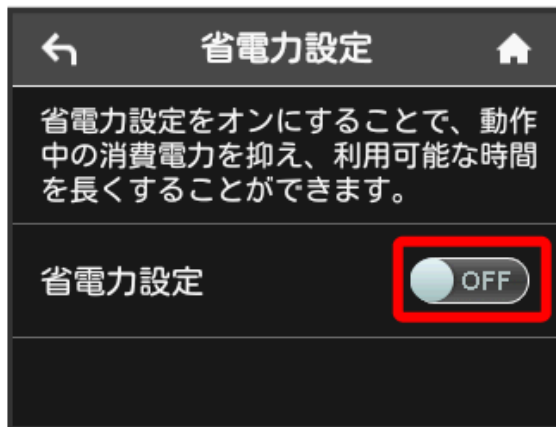 省電力設定
省電力設定をオンにすることで、動作
中の消費電力を抑え、利用可能な時間
を長くすることができます。
省電力設定 OFF